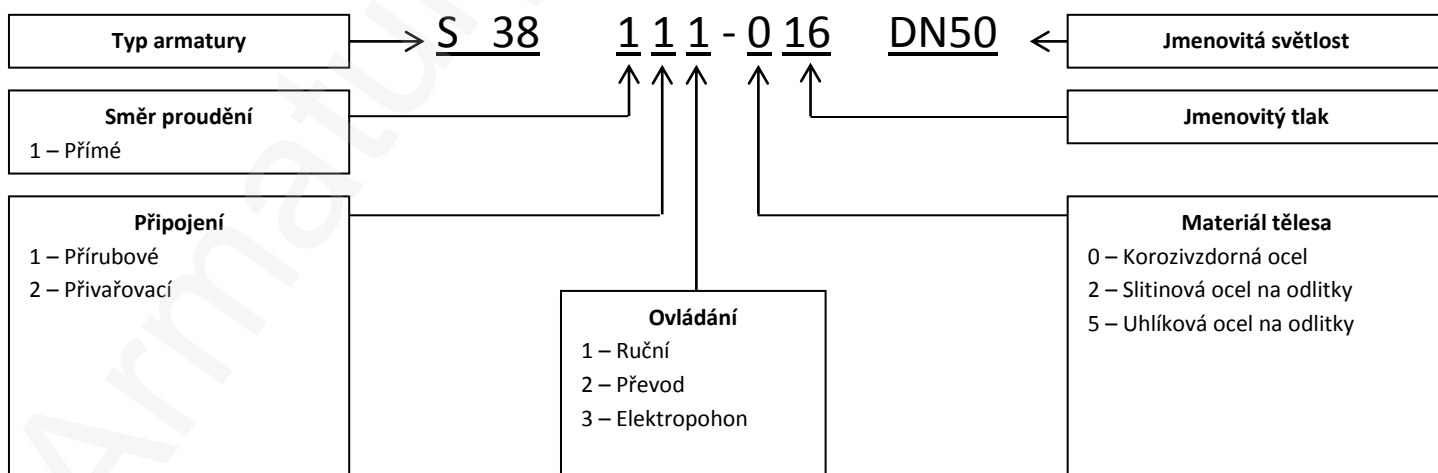 Typ armatury
S 38 1 1 1 - 0 16 DN50
Jmenovitá světlost
Směr proudění
1 – Přímé
Jmenovitý tlak
Připojení
1 – Přírubové
2 – Přivařovací
Ovládání
1 – Ruční
2 – Převod
3 – Elektropohon
Materiál tělesa
0 – Korozivzdorná ocel
2 – Slitinová ocel na odlitky
5 – Uhlíková ocel na odlitky